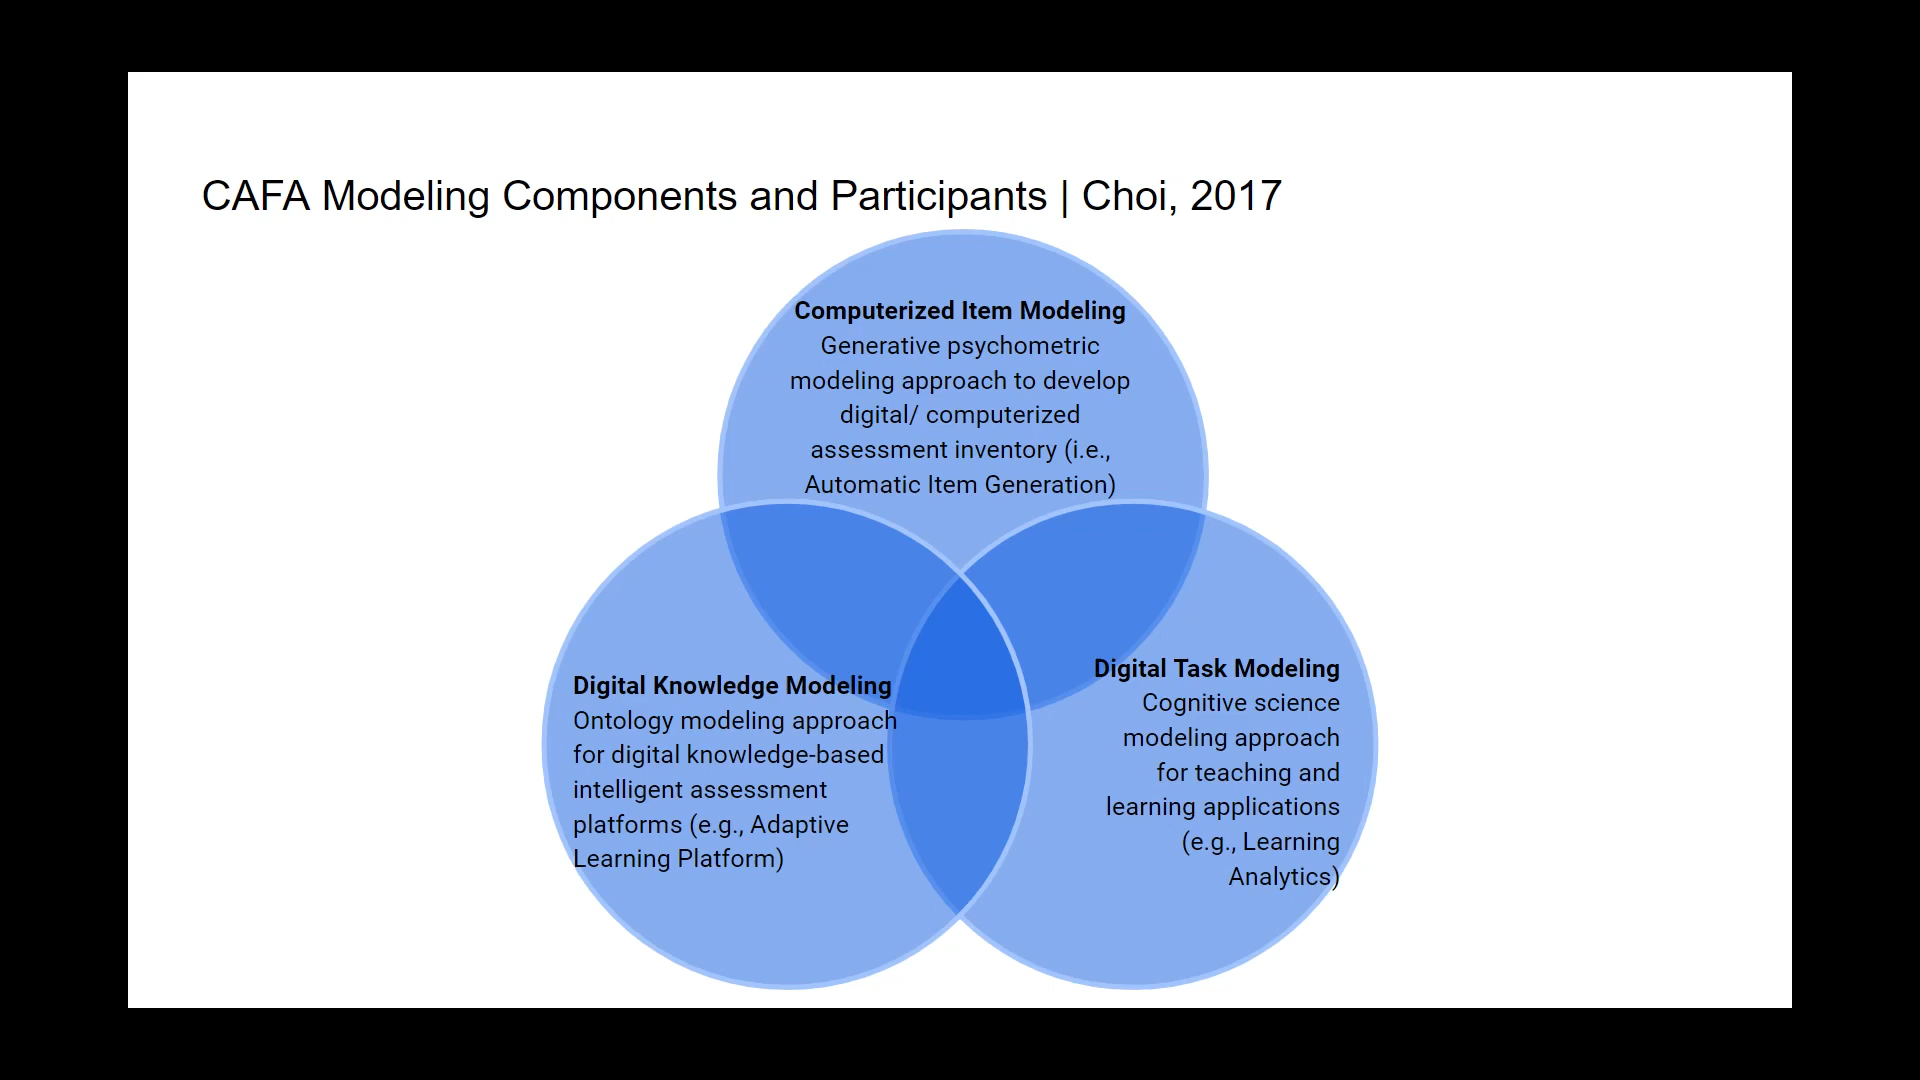 CAFA Modeling Components and Participants | Choi, 2017
Computerized Item Modeling
Generative psychometric
modeling approach to develop
digital/ computerized
assessment inventory (i.e.,
Automatic Item Generation)
Digital Knowledge Modeling
Ontology modeling approach
for digital knowledge-based
intelligent assessment
platforms (e.g., Adaptive
Learning Platform)
Digital Task Modeling
Cognitive science
modeling approach
for teaching and
learning applications
(e.g., Learning
Analytics)